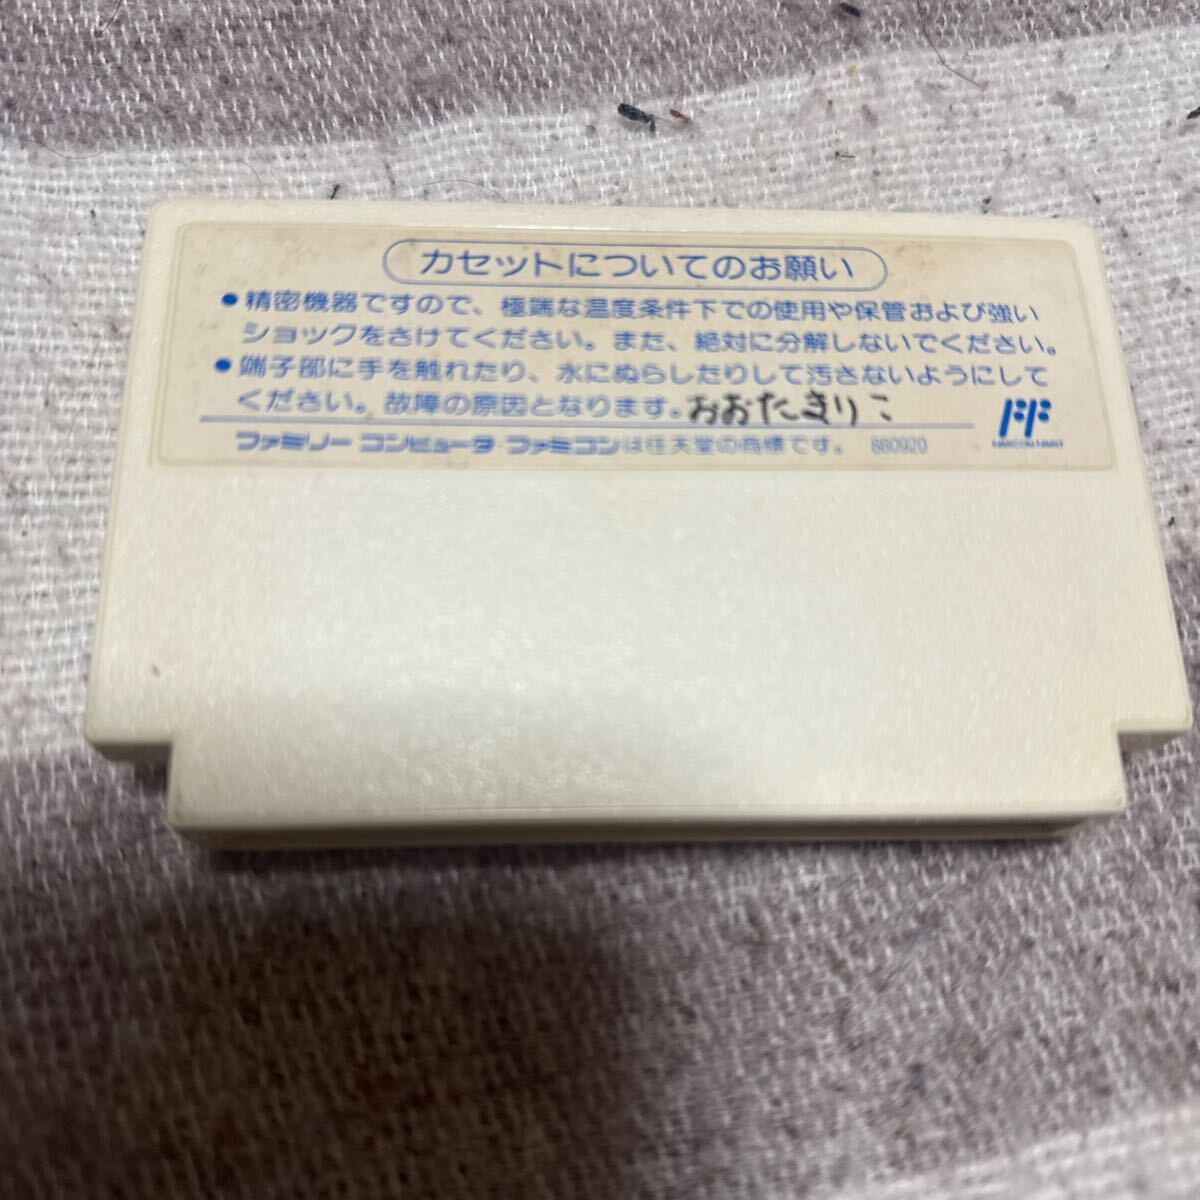 カセットについてのお願い
●精密機器ですので、極端な温度条件下での使用や保管および強い
ショックをさけてください。また、絶対に分解しないでください。
●端子部に手を触れたり、水にぬらしたりして汚さないようにして
ください。故障の原因となります。おおたきりこ
ファミリーコンピュータ・ファミコンは任天堂の商標です。 880920
FF